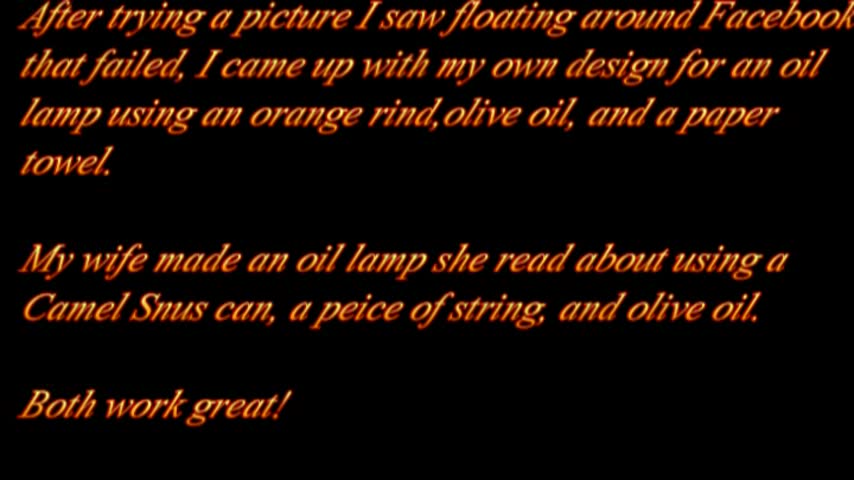 After trying a picture I saw floating around Facebook
that failed, I came up with my own design for an oil
lamp using an orange rind,olive oil, and a paper
towel.
My wife made an oil lamp she read about using a
Camel Snus can, a peice of string, and olive oil.
Both work great!